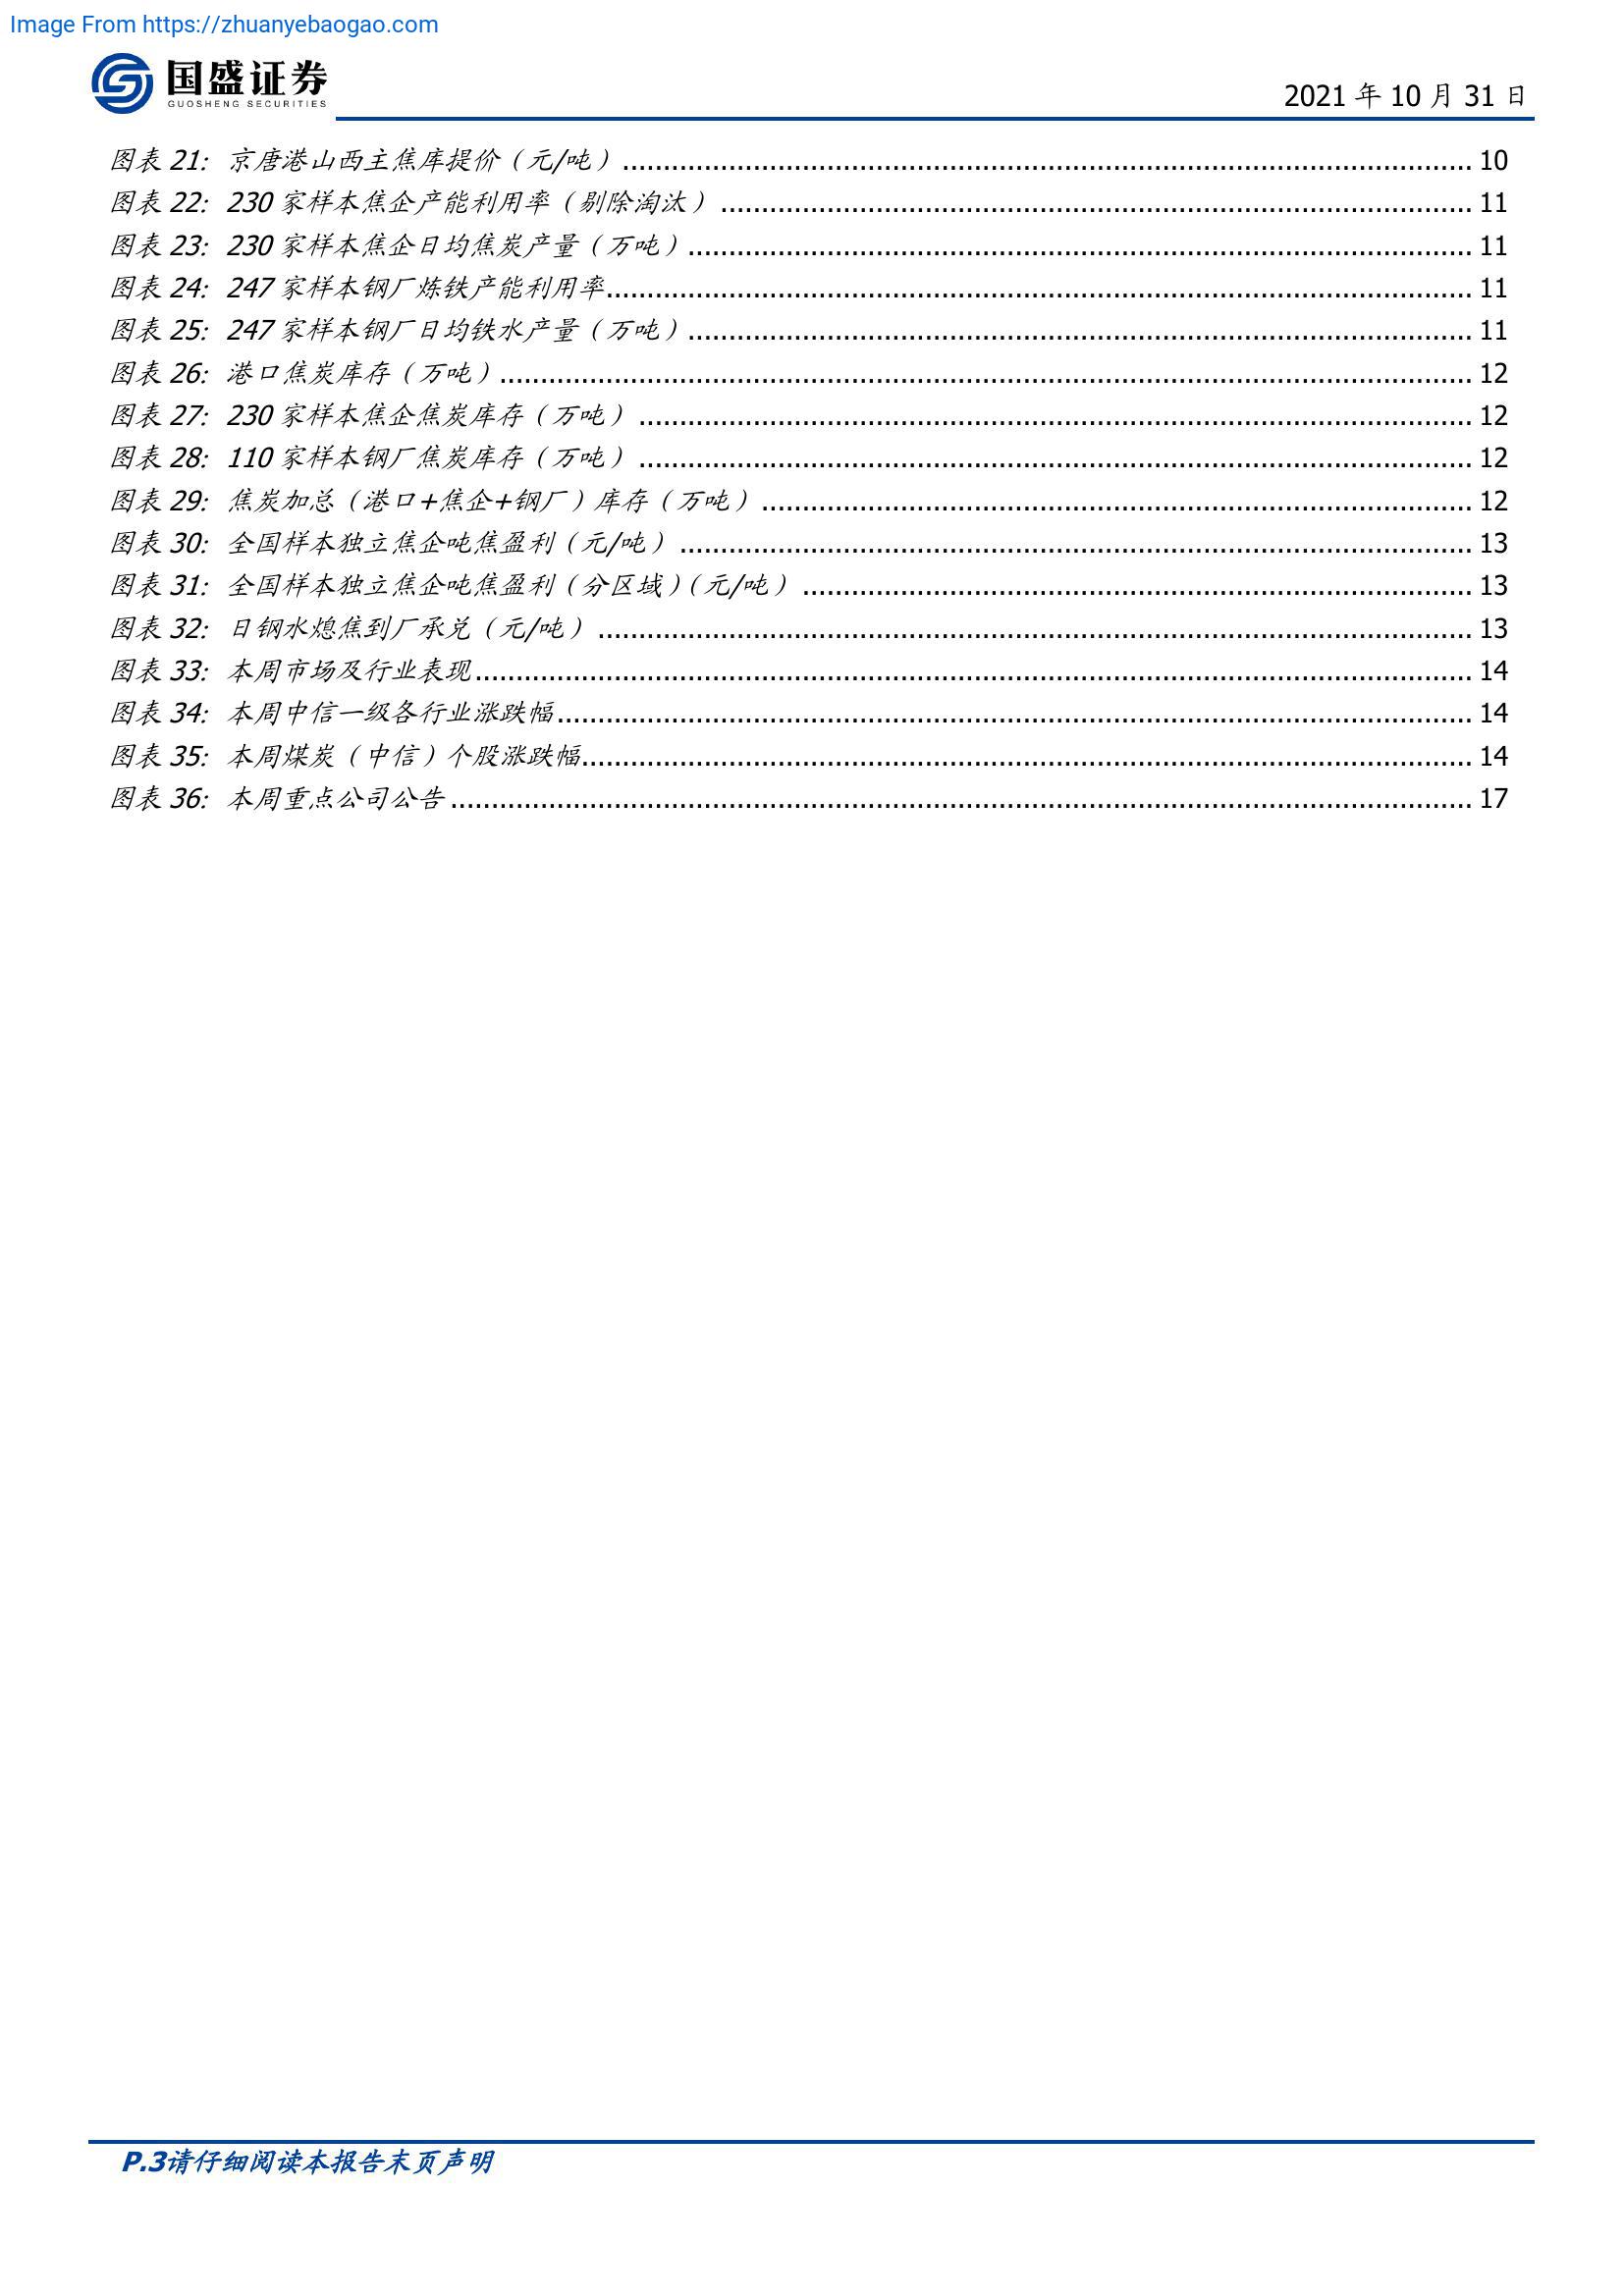 Image From https://zhuanyebaogao.com
国盛证券
GUOSHENG SECURITIES
2021 年 10 月 31 日
图表 21: 京唐港山西主焦库提价（元/吨）........ 10
图表 22: 230 家样本焦企产能利用率（剔除淘汰）........ 11
图表 23: 230 家样本焦企日均焦炭产量（万吨）........ 11
图表 24: 247 家样本钢厂炼铁产能利用率........ 11
图表 25: 247 家样本钢厂日均铁水产量（万吨）........ 11
图表 26: 港口焦炭库存（万吨）........ 12
图表 27: 230 家样本焦企焦炭库存（万吨）........ 12
图表 28: 110 家样本钢厂焦炭库存（万吨）........ 12
图表 29: 焦炭加总（港口+焦企+钢厂）库存（万吨）........ 12
图表 30: 全国样本独立焦企吨焦盈利（元/吨）........ 13
图表 31: 全国样本独立焦企吨焦盈利（分区域）（元/吨）........ 13
图表 32: 日钢水熄焦到厂承兑（元/吨）........ 13
图表 33: 本周市场及行业表现........ 14
图表 34: 本周中信一级各行业涨跌幅........ 14
图表 35: 本周煤炭（中信）个股涨跌幅........ 14
图表 36: 本周重点公司公告........ 17
P.3请仔细阅读本报告末页声明